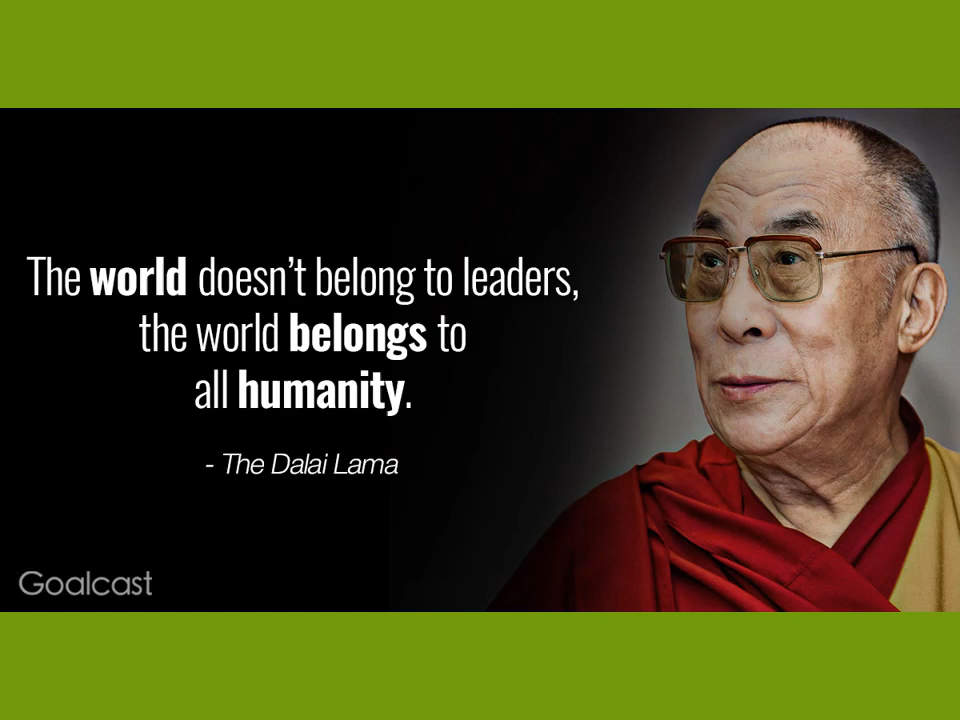 The world doesn’t belong to leaders,
the world belongs to
all humanity.
- The Dalai Lama
Goalcast